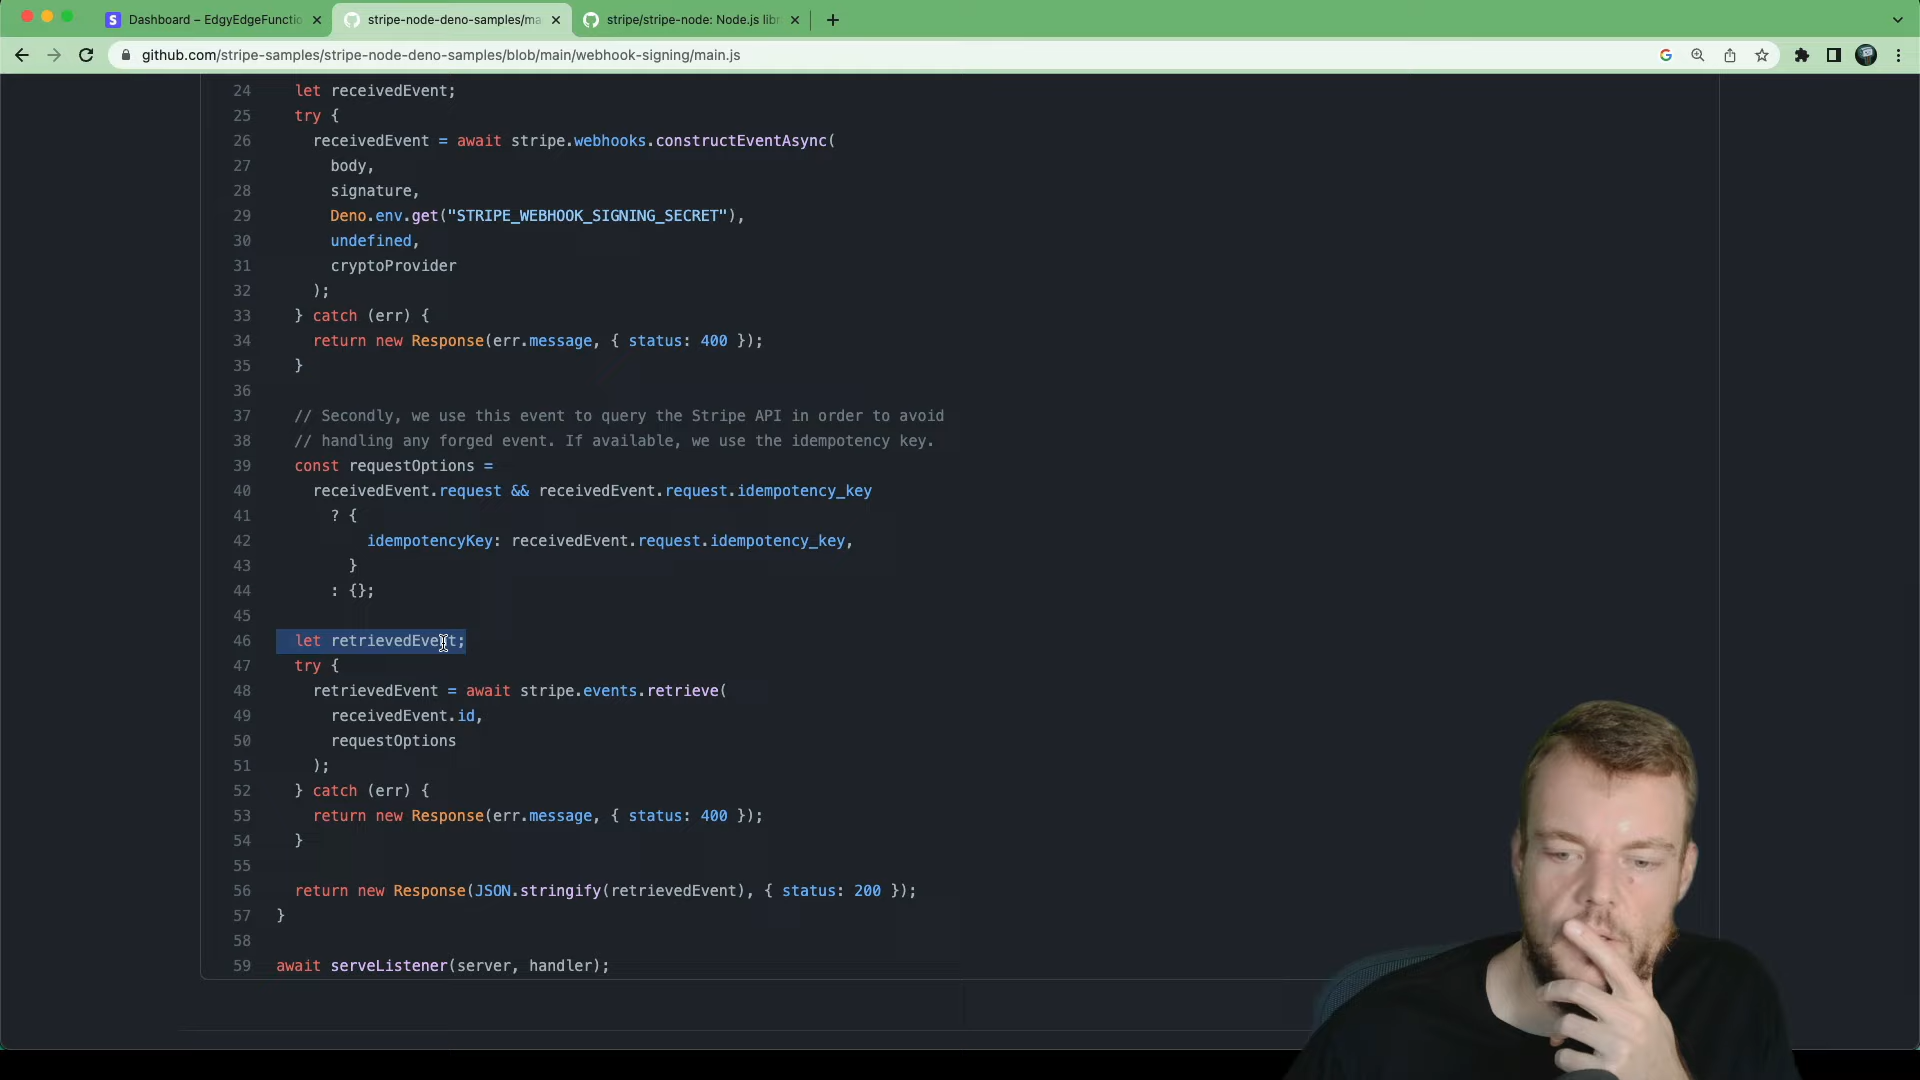 Dashboard – EdgyEdgeFunctio
stripe-node-deno-samples/ma
stripe/stripe-node: Node.js libr
github.com/stripe-samples/stripe-node-deno-samples/blob/main/webhook-signing/main.js
24 let receivedEvent;
25 try {
26 receivedEvent = await stripe.webhooks.constructEventAsync(
27 body,
28 signature,
29 Deno.env.get("STRIPE_WEBHOOK_SIGNING_SECRET"),
30 undefined,
31 cryptoProvider
32 );
33 } catch (err) {
34 return new Response(err.message, { status: 400 });
35 }
36
37 // Secondly, we use this event to query the Stripe API in order to avoid
38 // handling any forged event. If available, we use the idempotency key.
39 const requestOptions =
40 receivedEvent.request && receivedEvent.request.idempotency_key
41 ? {
42 idempotencyKey: receivedEvent.request.idempotency_key,
43 }
44 : {};
45
46 let retrievedEvent;
47 try {
48 retrievedEvent = await stripe.events.retrieve(
49 receivedEvent.id,
50 requestOptions
51 );
52 } catch (err) {
53 return new Response(err.message, { status: 400 });
54 }
55
56 return new Response(JSON.stringify(retrievedEvent), { status: 200 });
57 }
58
59 await serveListener(server, handler);